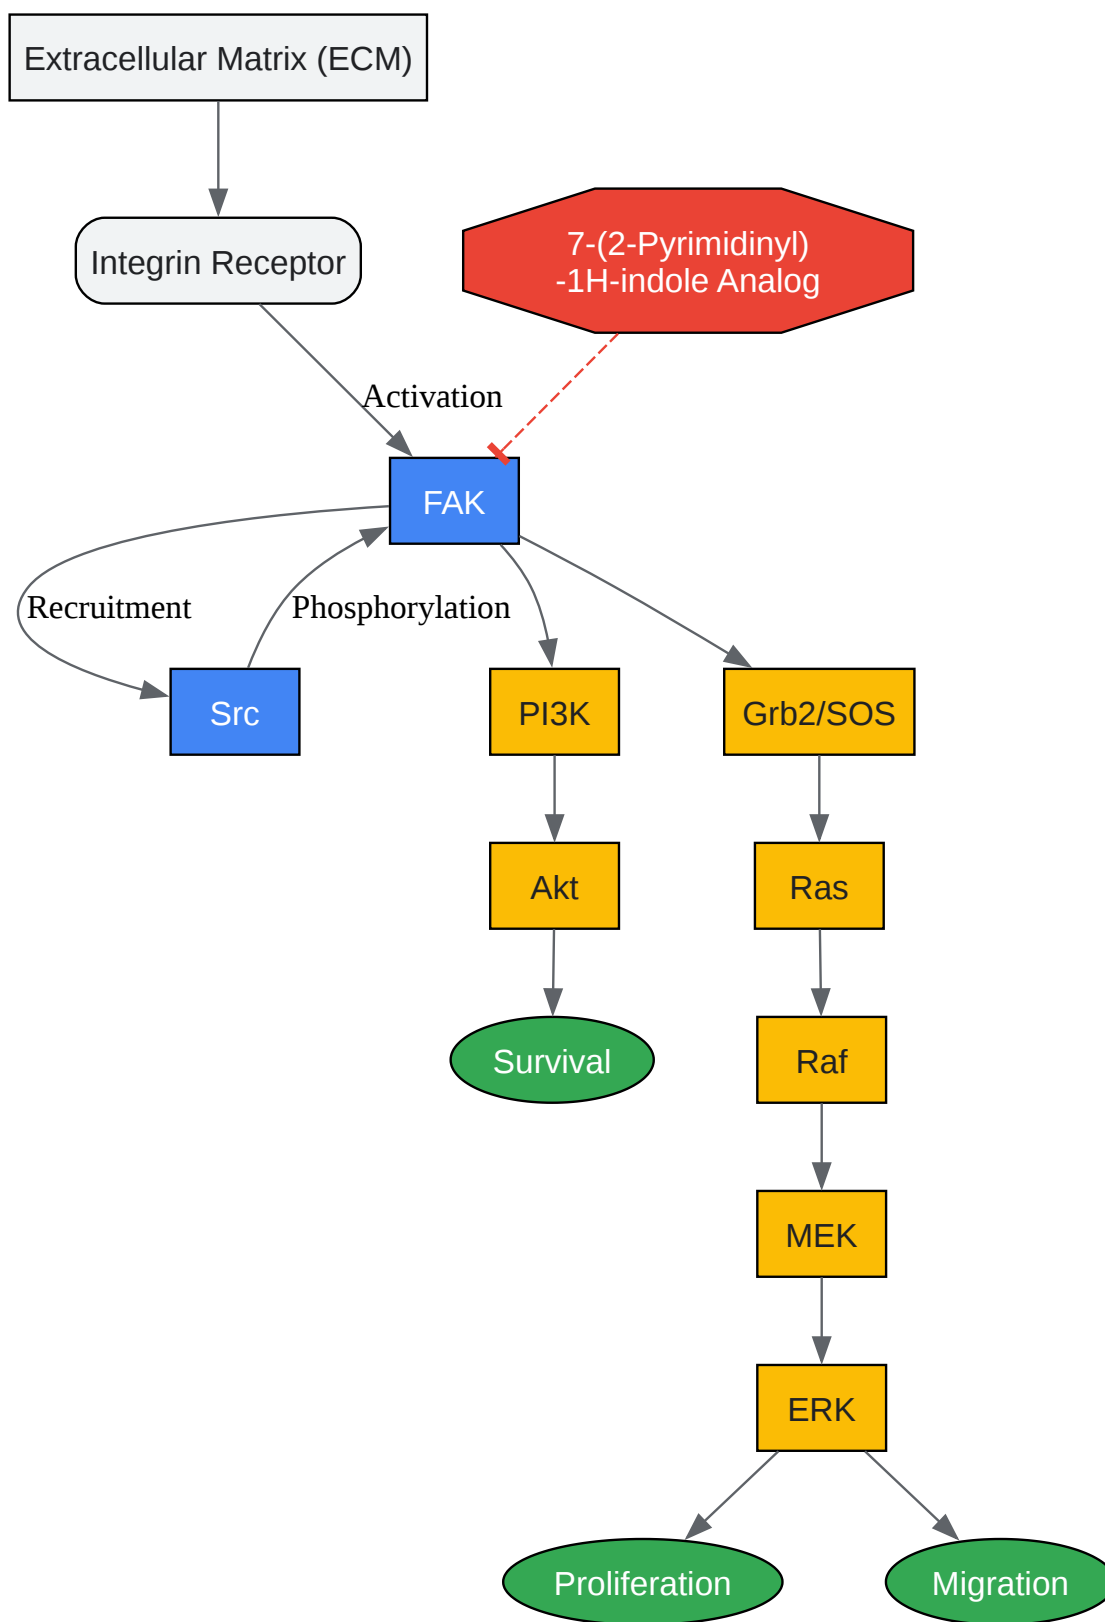 Extracellular Matrix (ECM)
Integrin Receptor
7-(2-Pyrimidinyl)
-1H-indole Analog
Activation
FAK
Recruitment
Phosphorylation
Src
PI3K
Grb2/SOS
Akt
Ras
Survival
Raf
MEK
ERK
Proliferation
Migration